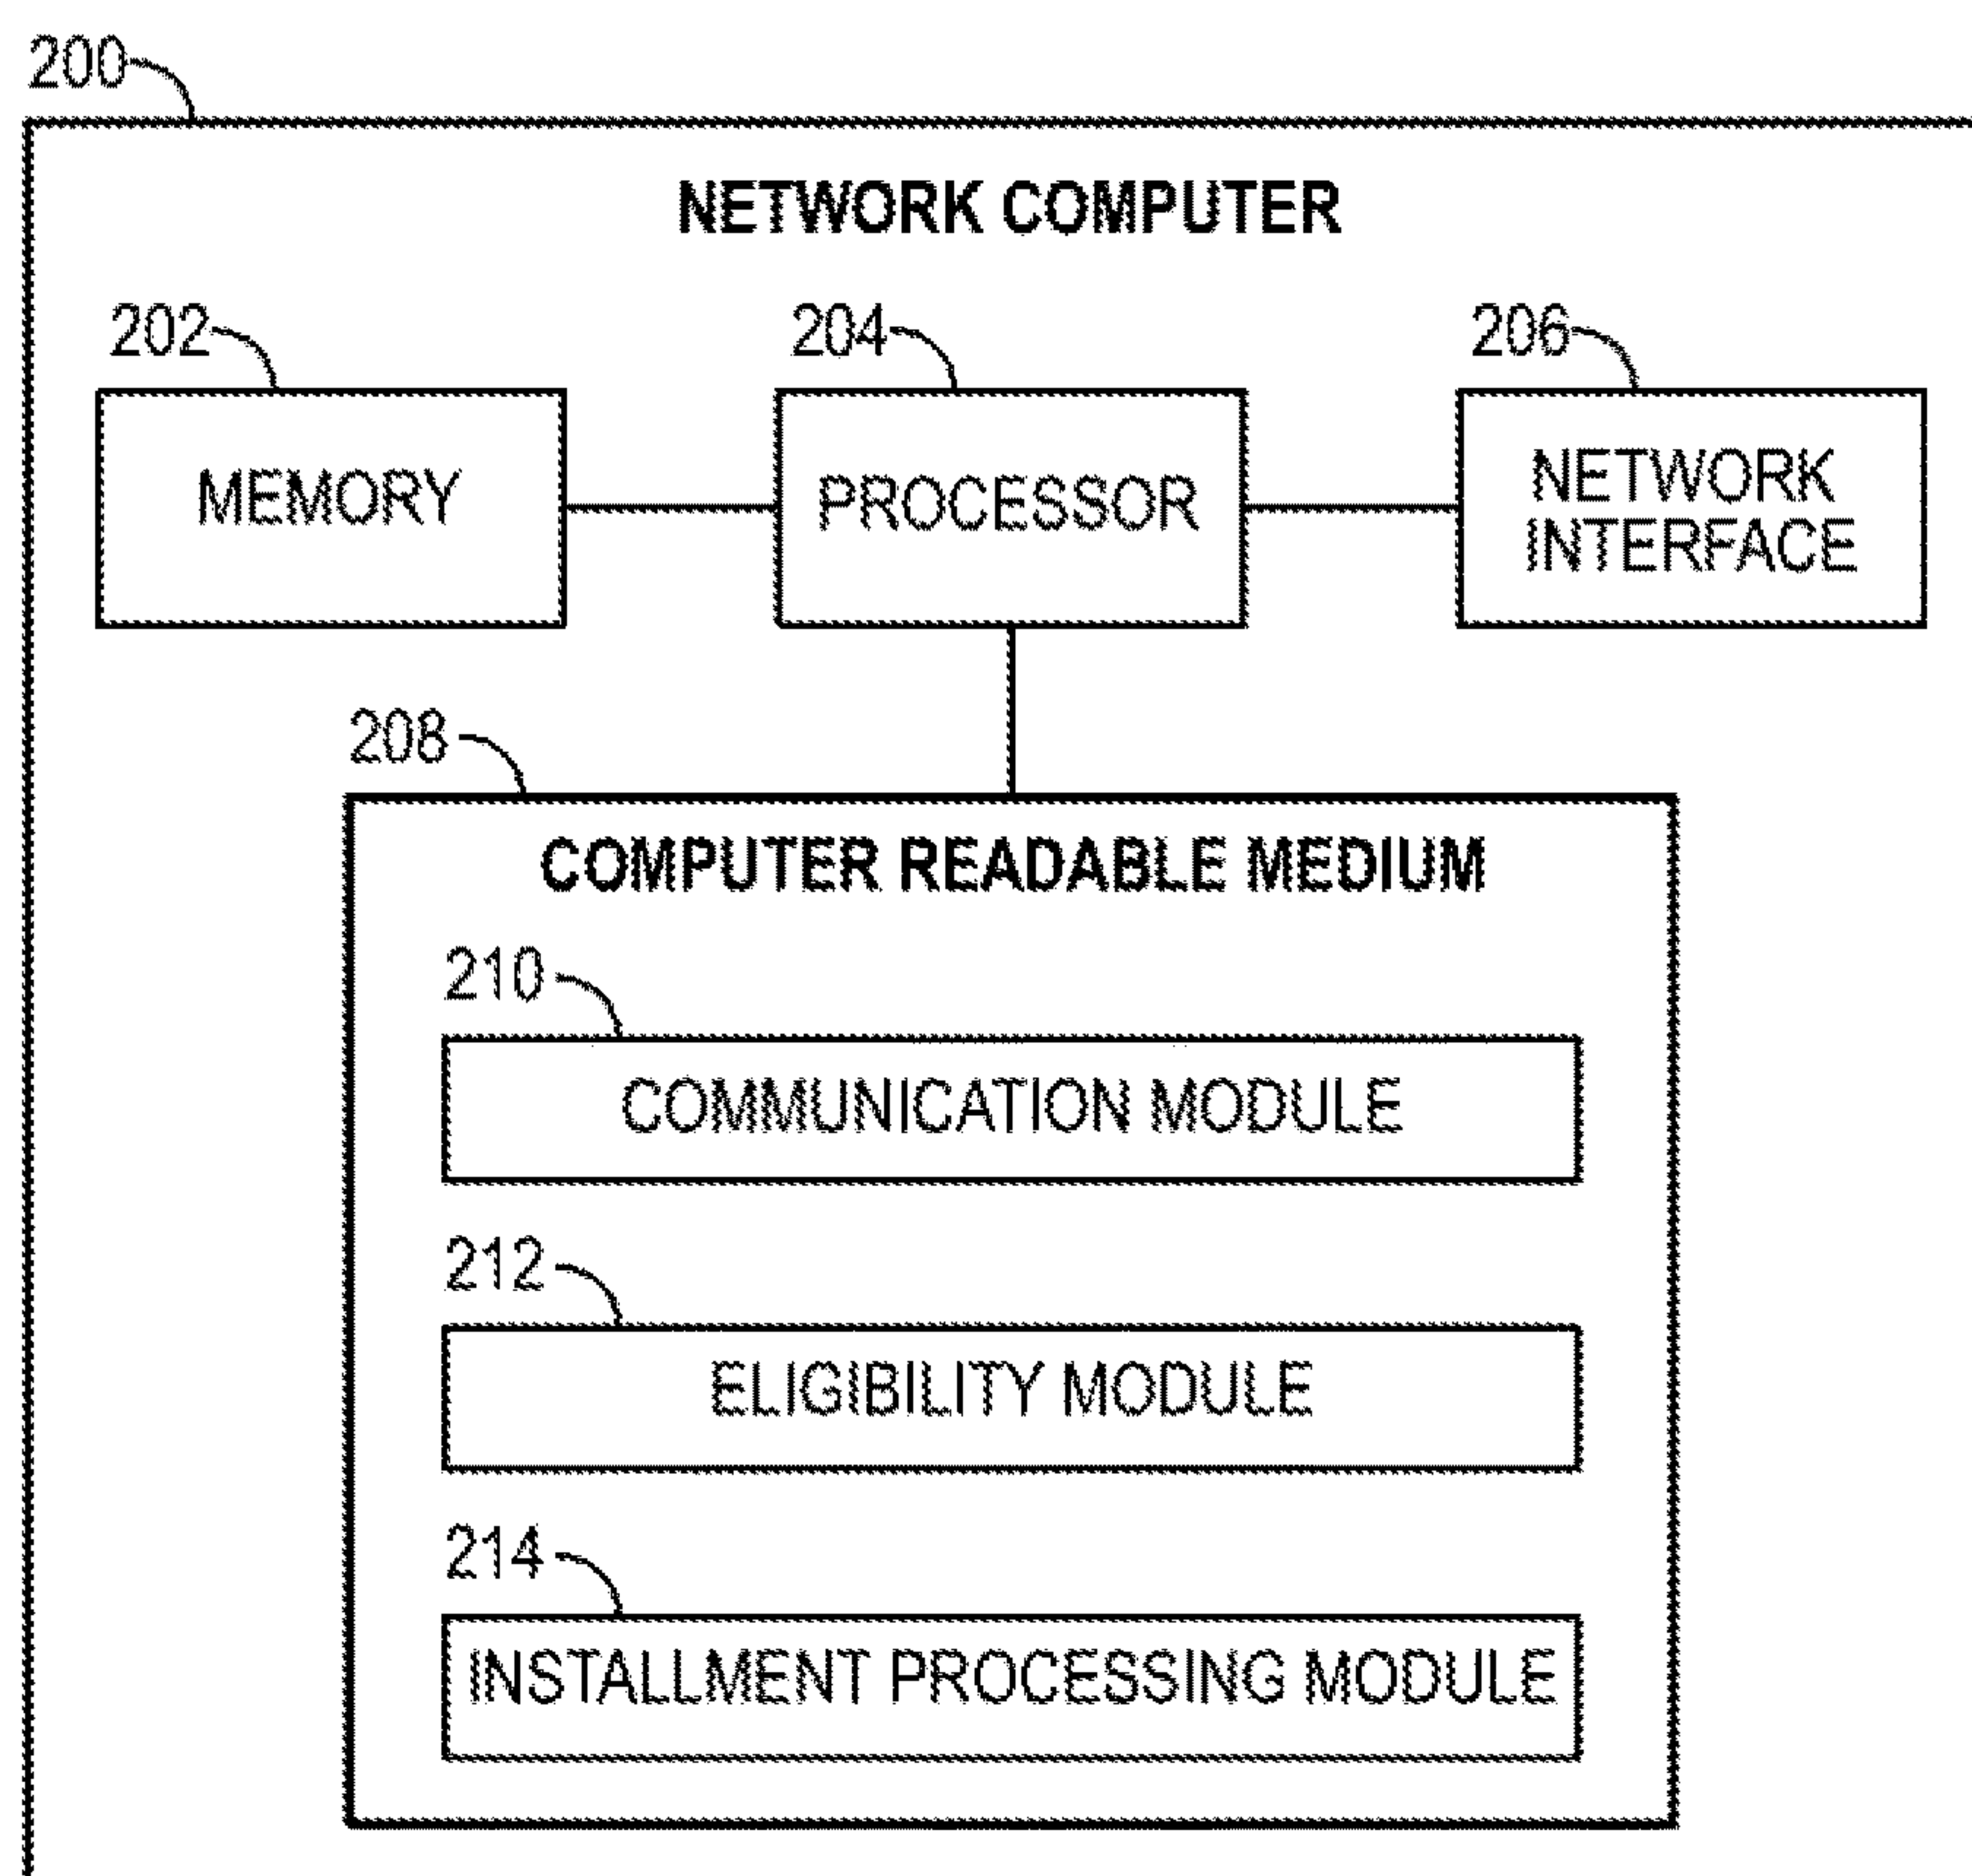 200
NETWORK COMPUTER
202
204
206
MEMORY
PROCESSOR
NETWORK
INTERFACE
208
COMPUTER READABLE MEDIUM
210
COMMUNICATION MODULE
212
ELIGIBILITY MODULE
214
INSTALLMENT PROCESSING MODULE